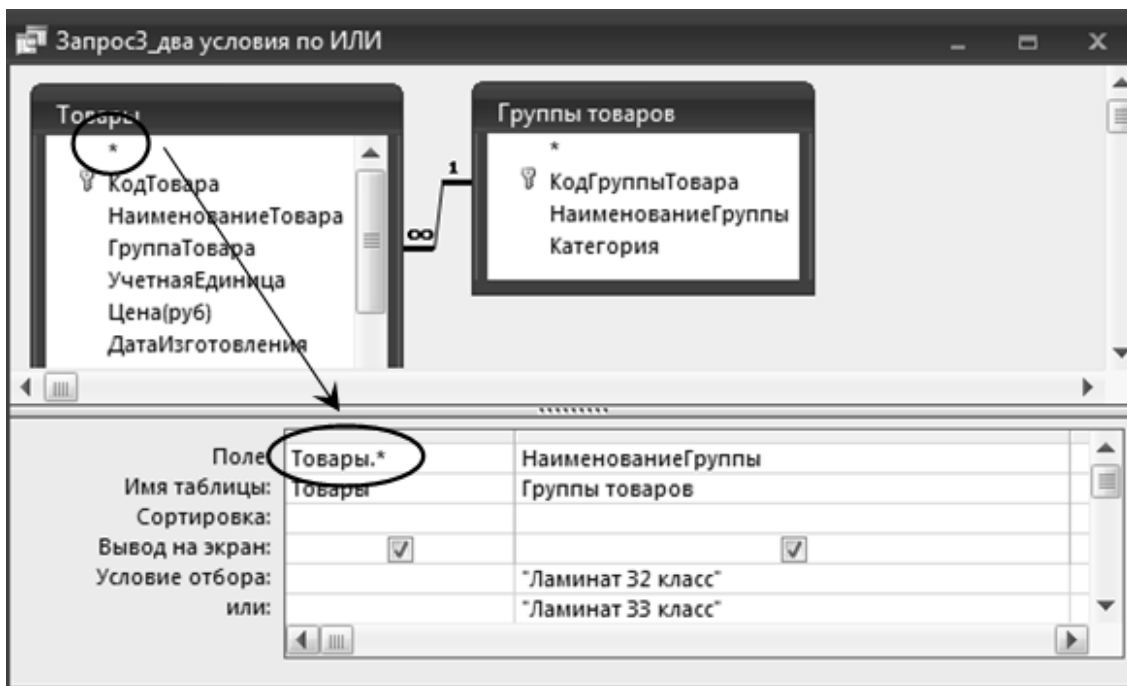 Запрос3_два условия по ИЛИ
Товары
*
КодТовара
НаименованиеТовара
ГруппаТовара
УчетнаяЕдиница
Цена(руб)
ДатаИзготовления
∞
1
Группы товаров
*
КодГруппыТовара
НаименованиеГруппы
Категория
Поле: Товары.* НаименованиеГруппы
Имя таблицы: Товары Группы товаров
Сортировка:
Вывод на экран:
Условие отбора: "Ламинат 32 класс"
или: "Ламинат 33 класс"